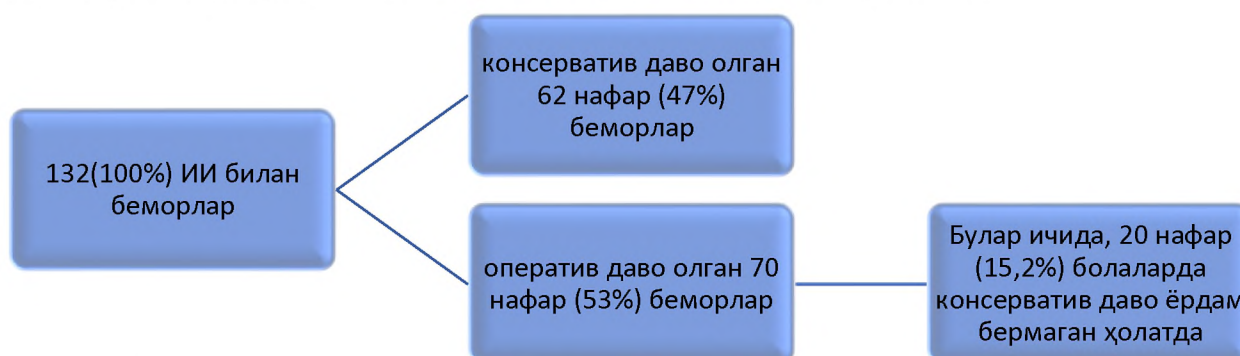 132(100%) ИИ билан
беморлар
консерватив даво олган
62 нафар (47%)
беморлар
оператив даво олган 70
нафар (53%) беморлар
Булар ичида, 20 нафар
(15,2%) болаларда
консерватив даво ёрдам
бермаган ҳолатда